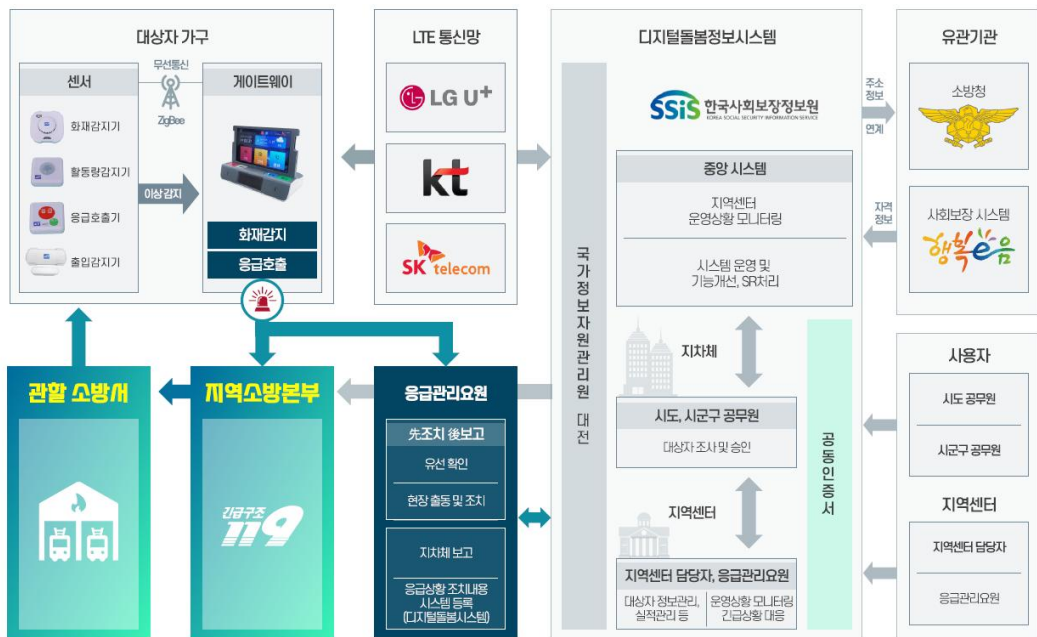 대상자 가구
센서
무선통신
ZigBee
게이트웨이
화재감지기
활동량감지기
응급호출기
출입감지기
이상 감지
화재감지
응급호출
LTE 통신망
LG U+
kt
SK telecom
디지털돌봄정보시스템
국가정보자원관리원 대전
SSiS 한국사회보장정보원
KOREA SOCIAL SECURITY INFORMATION SERVICE
중앙 시스템
지역센터
운영상황 모니터링
시스템 운영 및
기능개선, SR처리
지차체
시도, 시군구 공무원
대상자 조사 및 승인
지역센터
지역센터 담당자, 응급관리요원
대상자 정보관리,
실적관리 등
운영상황 모니터링
긴급상황 대응
공동인증서
주소
정보
연계
자격
정보
유관기관
소방청
사회보장 시스템
행복e음
사용자
시도 공무원
시군구 공무원
지역센터
지역센터 담당자
응급관리요원
관할 소방서
지역소방본부
긴급구조
119
응급관리요원
先조치 後보고
유선 확인
현장 출동 및 조치
지차체 보고
응급상황 조치내용
시스템 등록
(디지털돌봄시스템)